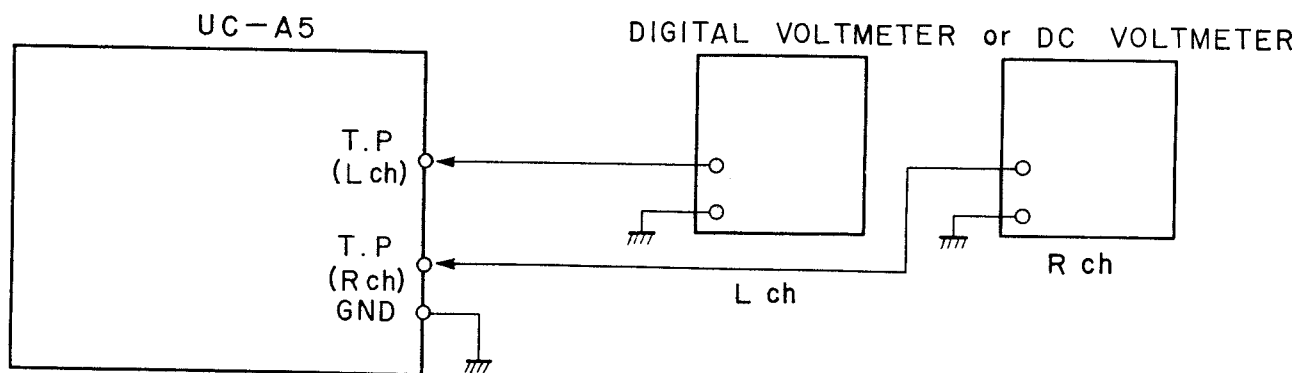 UC-A5
DIGITAL VOLTMETER or DC VOLTMETER
T.P
(L ch)
T.P
(R ch)
GND
L ch
R ch